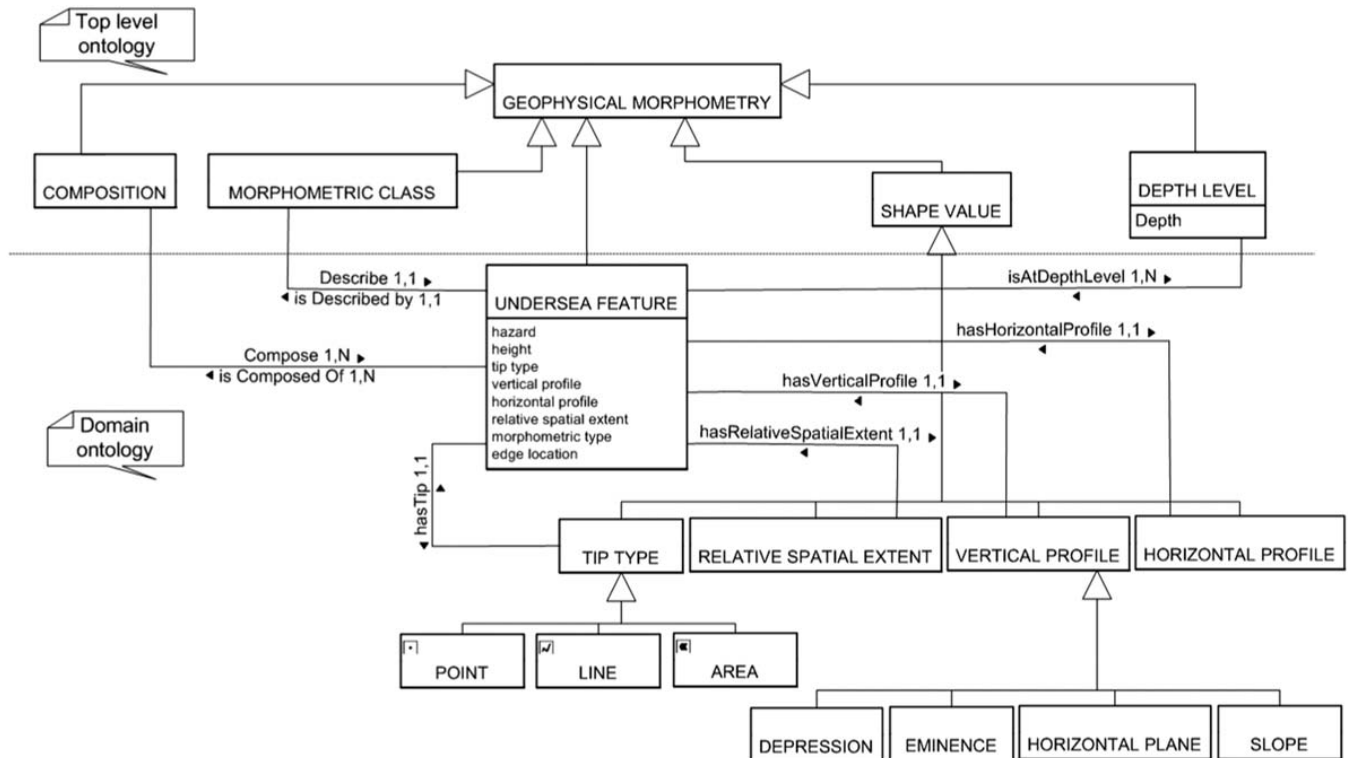 Top level
ontology
GEOPHYSICAL MORPHOMETRY
COMPOSITION
MORPHOMETRIC CLASS
SHAPE VALUE
DEPTH LEVEL
Depth
Describe 1,1
is Described by 1,1
isAtDepthLevel 1,N
UNDERSEA FEATURE
hazard
height
tip type
vertical profile
horizontal profile
relative spatial extent
morphometric type
edge location
hasHorizontalProfile 1,1
Compose 1,N
is Composed Of 1,N
hasVerticalProfile 1,1
Domain
ontology
hasRelativeSpatialExtent 1,1
hasTip 1,1
TIP TYPE
RELATIVE SPATIAL EXTENT
VERTICAL PROFILE
HORIZONTAL PROFILE
POINT
LINE
AREA
DEPRESSION
EMINENCE
HORIZONTAL PLANE
SLOPE